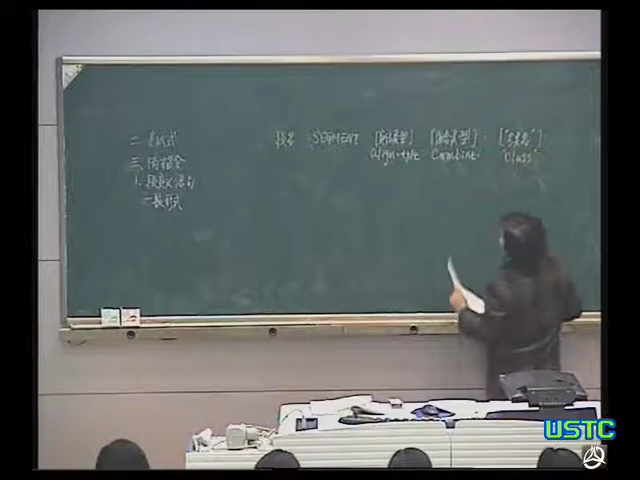 二 表达式
三、伪指令
1. 段定义语句
一般形式
段名 SEGMENT [定位类型] [组合类型] ["类名"]
align-type Combine "Class"
USTC